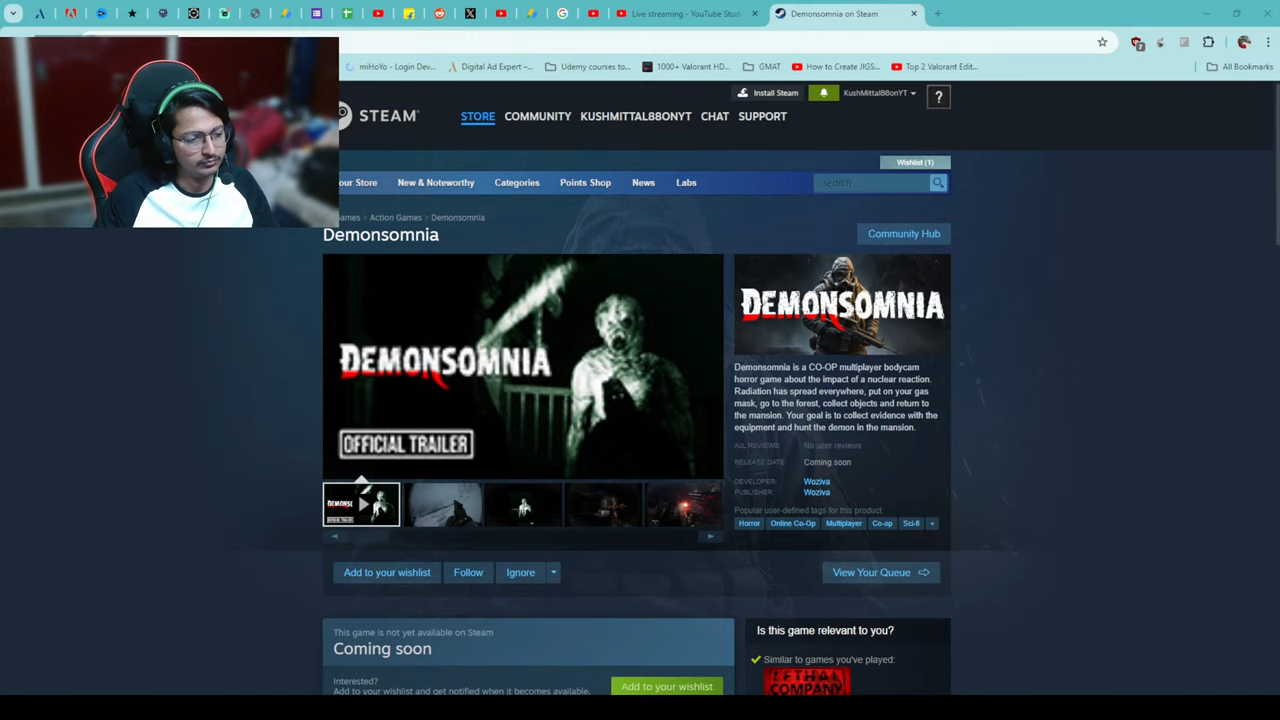 Live streaming - YouTube Stud
Demonsomnia on Steam
miHoYo - Login Dev...
Digital Ad Expert –...
Udemy courses to...
1000+ Valorant HD...
GMAT
How to Create JIGS...
Top 2 Valorant Edit...
All Bookmarks
Install Steam
KushMittal88onYT
?
STEAM
STORE
COMMUNITY
KUSHMITTAL88ONYT
CHAT
SUPPORT
Wishlist (1)
our Store
New & Noteworthy
Categories
Points Shop
News
Labs
search
ames > Action Games > Demonsomnia
Demonsomnia
Community Hub
DEMONSOMNIA
OFFICIAL TRAILER
DEMONSOMNIA
Demonsomnia is a CO-OP multiplayer bodycam
horror game about the impact of a nuclear reaction.
Radiation has spread everywhere, put on your gas
mask, go to the forest, collect objects and return to
the mansion. Your goal is to collect evidence with the
equipment and hunt the demon in the mansion.
ALL REVIEWS: No user reviews
RELEASE DATE: Coming soon
DEVELOPER: Woziva
PUBLISHER: Woziva
Popular user-defined tags for this product:
Horror Online Co-Op Multiplayer Co-op Sci-fi +
Add to your wishlist
Follow
Ignore
View Your Queue
This game is not yet available on Steam
Coming soon
Interested?
Add to your wishlist and get notified when it becomes available.
Add to your wishlist
Is this game relevant to you?
Similar to games you've played:
LETHAL
COMPANY